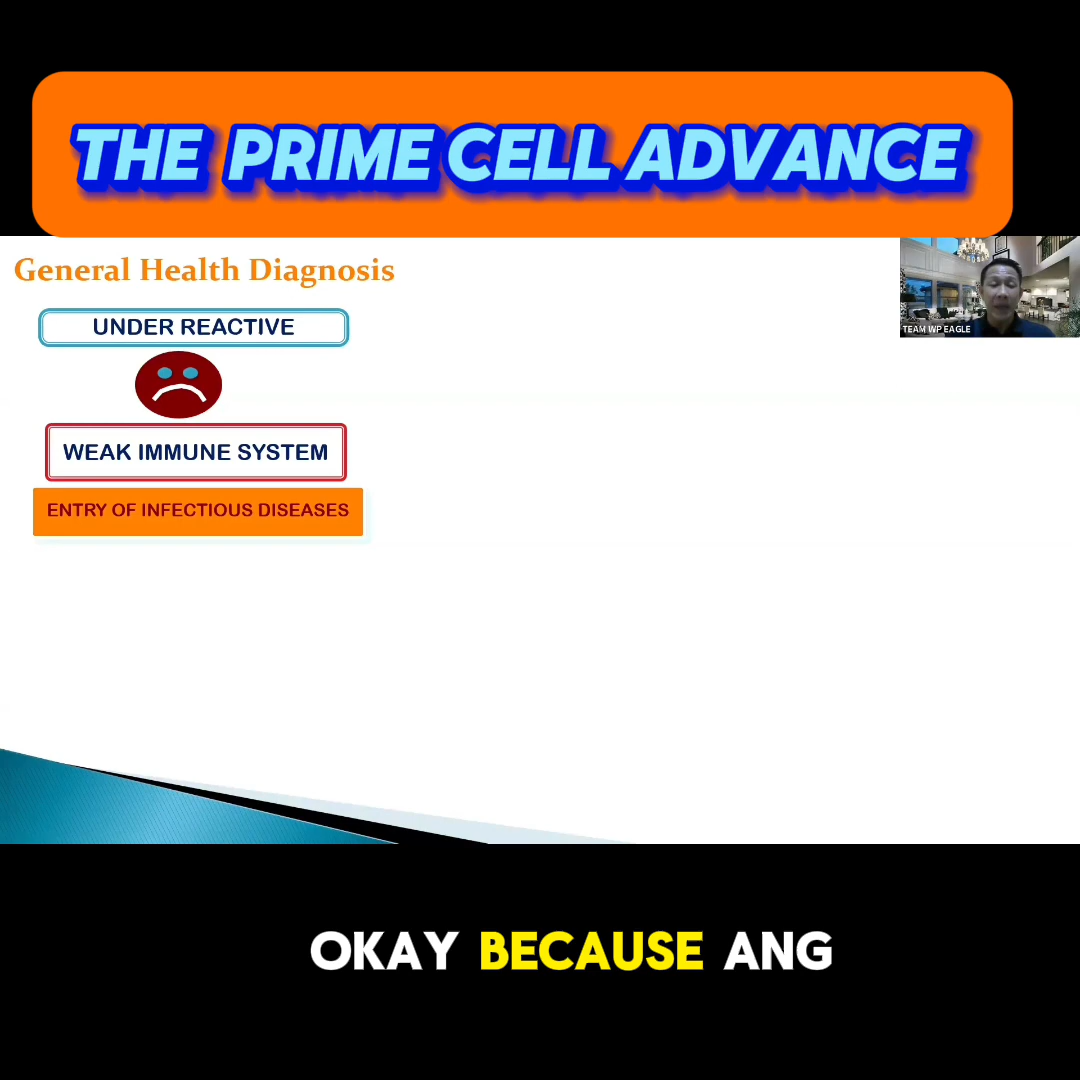 THE PRIME CELL ADVANCE
General Health Diagnosis
UNDER REACTIVE
TEAM WP EAGLE
WEAK IMMUNE SYSTEM
ENTRY OF INFECTIOUS DISEASES
OKAY BECAUSE ANG